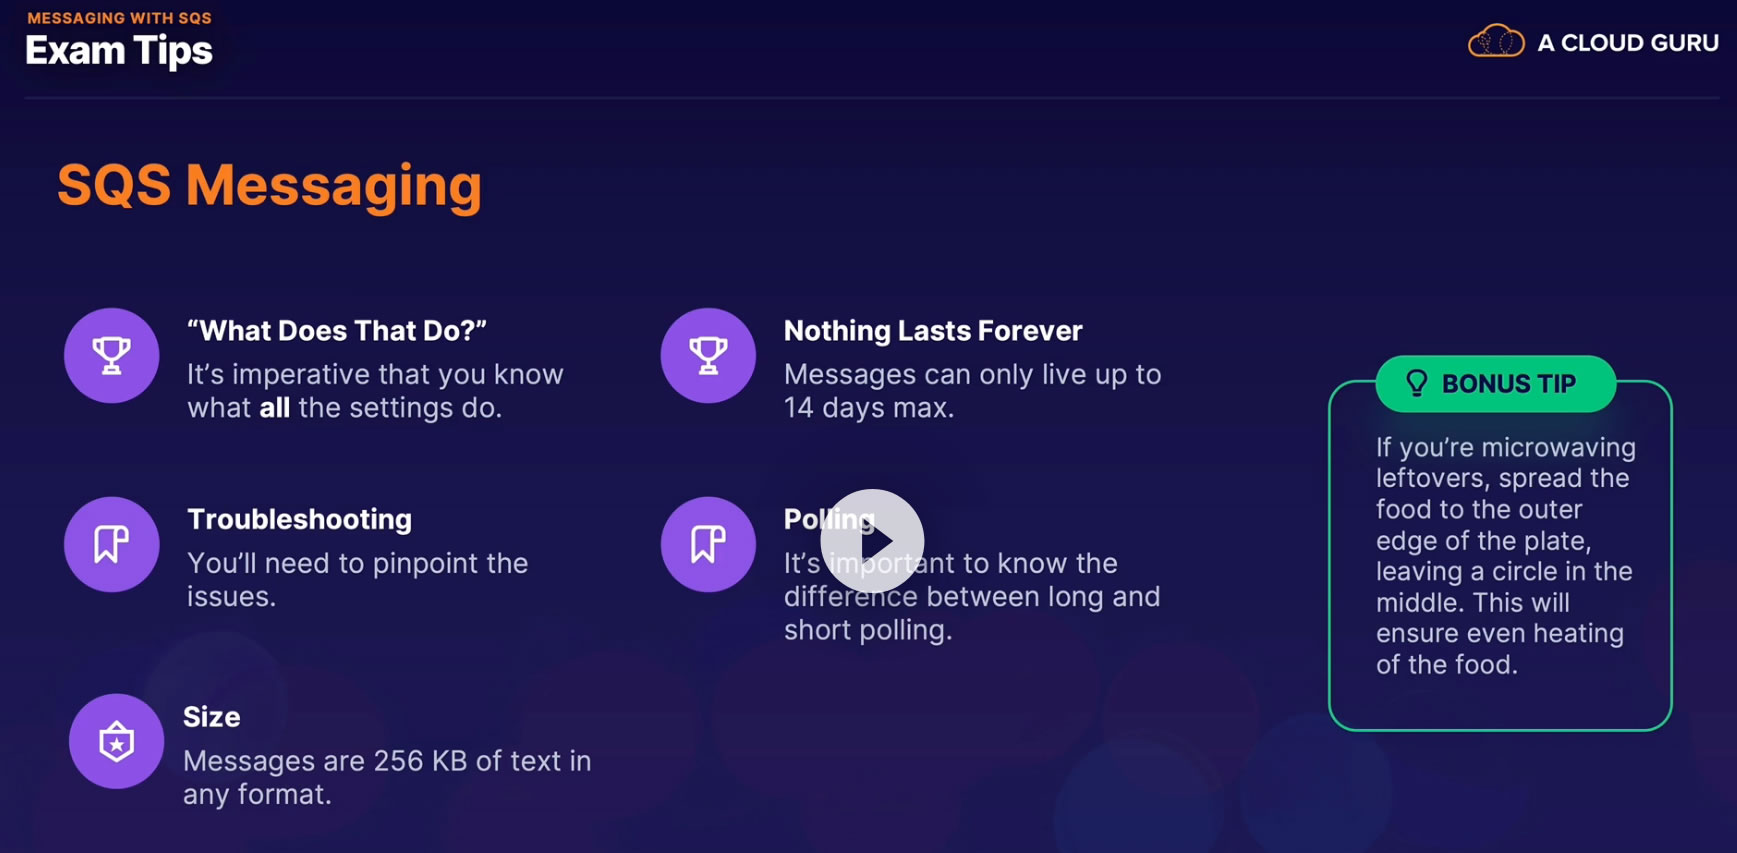 MESSAGING WITH SQS
Exam Tips
A CLOUD GURU
SQS Messaging
“What Does That Do?”
It’s imperative that you know
what all the settings do.
Nothing Lasts Forever
Messages can only live up to
14 days max.
Troubleshooting
You’ll need to pinpoint the
issues.
Polling
It’s important to know the
difference between long and
short polling.
Size
Messages are 256 KB of text in
any format.
BONUS TIP
If you’re microwaving
leftovers, spread the
food to the outer
edge of the plate,
leaving a circle in the
middle. This will
ensure even heating
of the food.